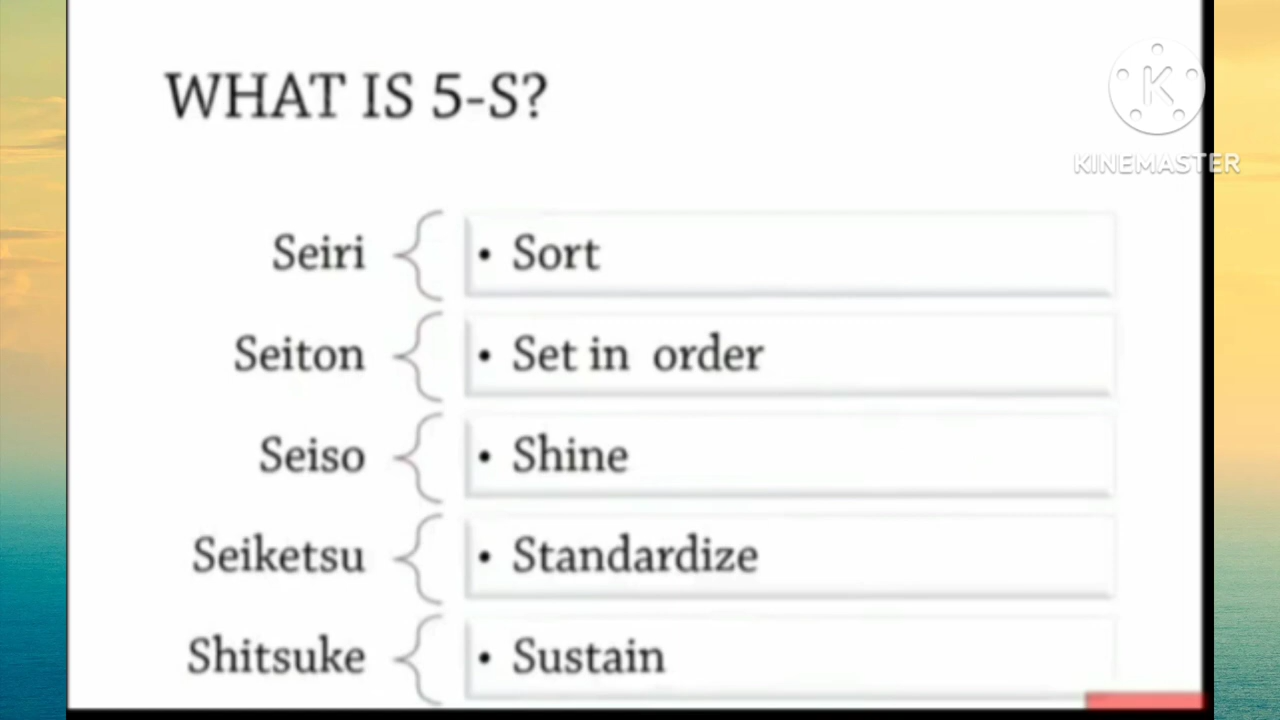 WHAT IS 5-S?
KINEMASTER
Seiri • Sort
Seiton • Set in order
Seiso • Shine
Seiketsu • Standardize
Shitsuke • Sustain